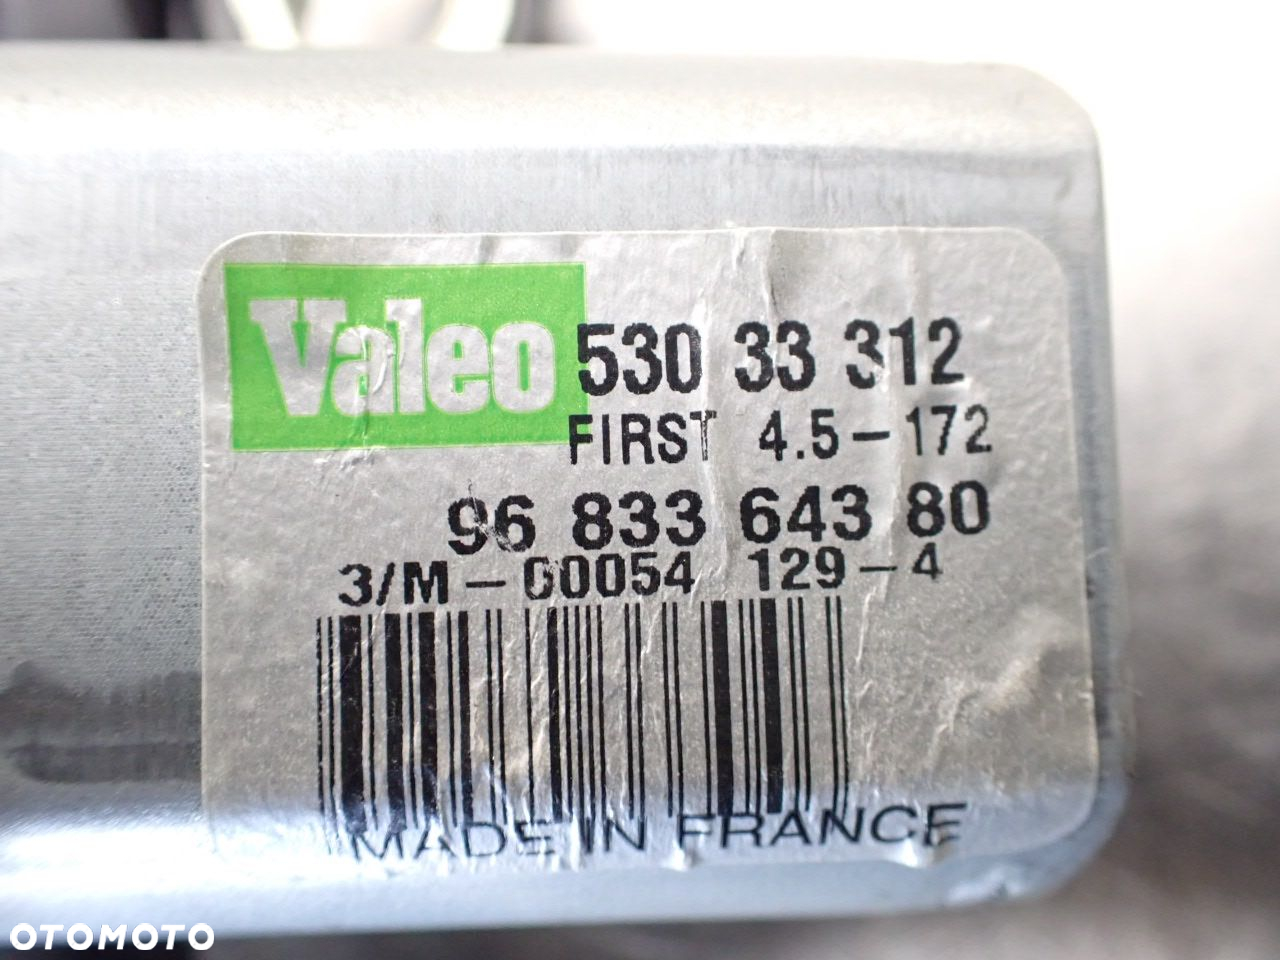 Valeo 530 33 312
FIRST 4.5-172
96 833 643 80
3/M-00054 129-4
MADE IN FRANCE
OTOMOTO